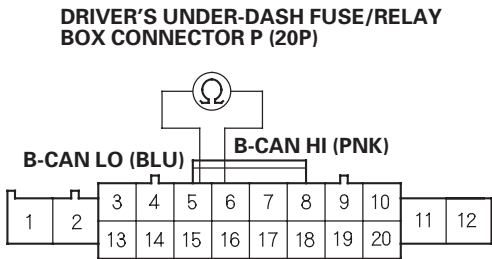 DRIVER'S UNDER-DASH FUSE/RELAY
BOX CONNECTOR P (20P)
Ω
B-CAN LO (BLU) B-CAN HI (PNK)
1 2 3 4 5 6 7 8 9 10 11 12
13 14 15 16 17 18 19 20